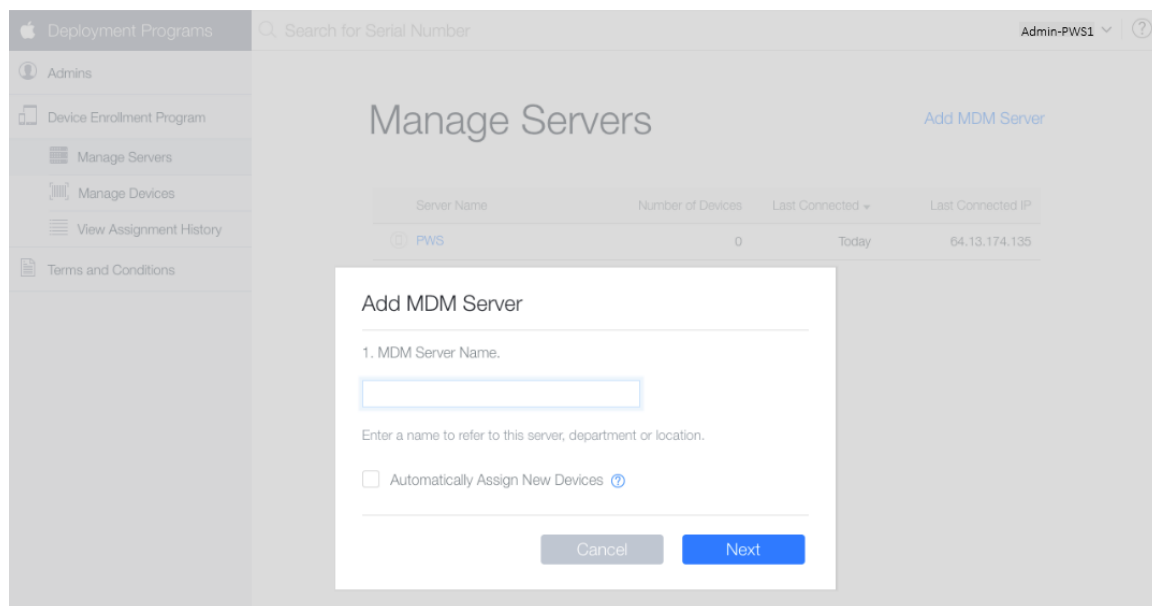 Deployment Programs
Search for Serial Number
Admin-PWS1
?
Admins
Device Enrollment Program
Manage Servers
Manage Devices
View Assignment History
Terms and Conditions
Manage Servers
Add MDM Server
Server Name Number of Devices Last Connected Last Connected IP
PWS 0 Today 64.13.174.135
Add MDM Server
1. MDM Server Name.
Enter a name to refer to this server, department or location.
Automatically Assign New Devices ?
Cancel Next